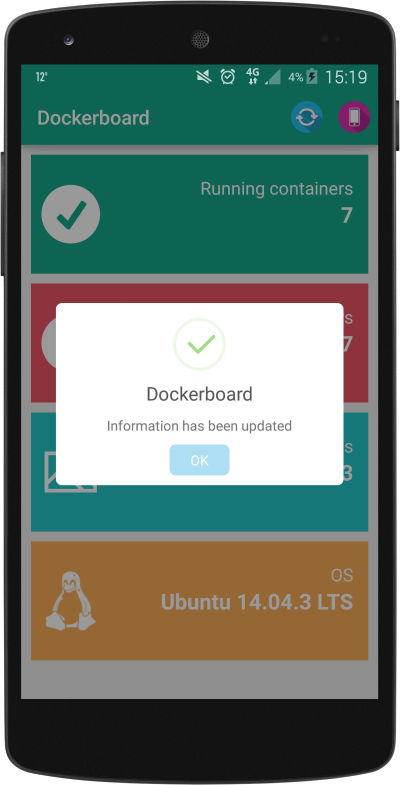 12°
4G
4%
15:19
Dockerboard
Running containers
7
s
7
Dockerboard
Information has been updated
OK
s
3
OS
Ubuntu 14.04.3 LTS